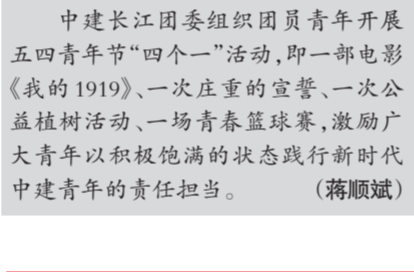 中建长江团委组织团员青年开展
五四青年节“四个一”活动,即一部电影
《我的1919》、一次庄重的宣誓、一次公
益植树活动、一场青春篮球赛,激励广
大青年以积极饱满的状态践行新时代
中建青年的责任担当。 (蒋顺斌)